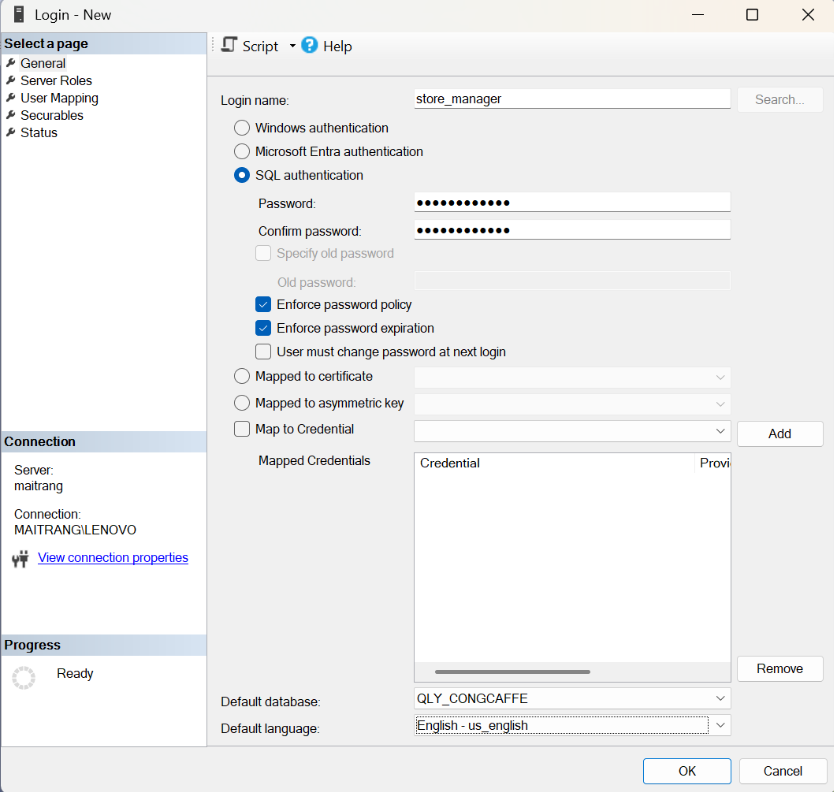 Login - New
Select a page
General
Server Roles
User Mapping
Securables
Status
Script
Help
Login name:
store_manager
Search...
Windows authentication
Microsoft Entra authentication
SQL authentication
Password:
●●●●●●●●●●●●
Confirm password:
●●●●●●●●●●●●
Specify old password
Old password:
Enforce password policy
Enforce password expiration
User must change password at next login
Mapped to certificate
Mapped to asymmetric key
Map to Credential
Add
Mapped Credentials
Credential
Provi
Remove
Default database:
QLY_CONGCAFFE
Default language:
English - us_english
Connection
Server:
maitrang
Connection:
MAITRANG\LENOVO
View connection properties
Progress
Ready
OK
Cancel